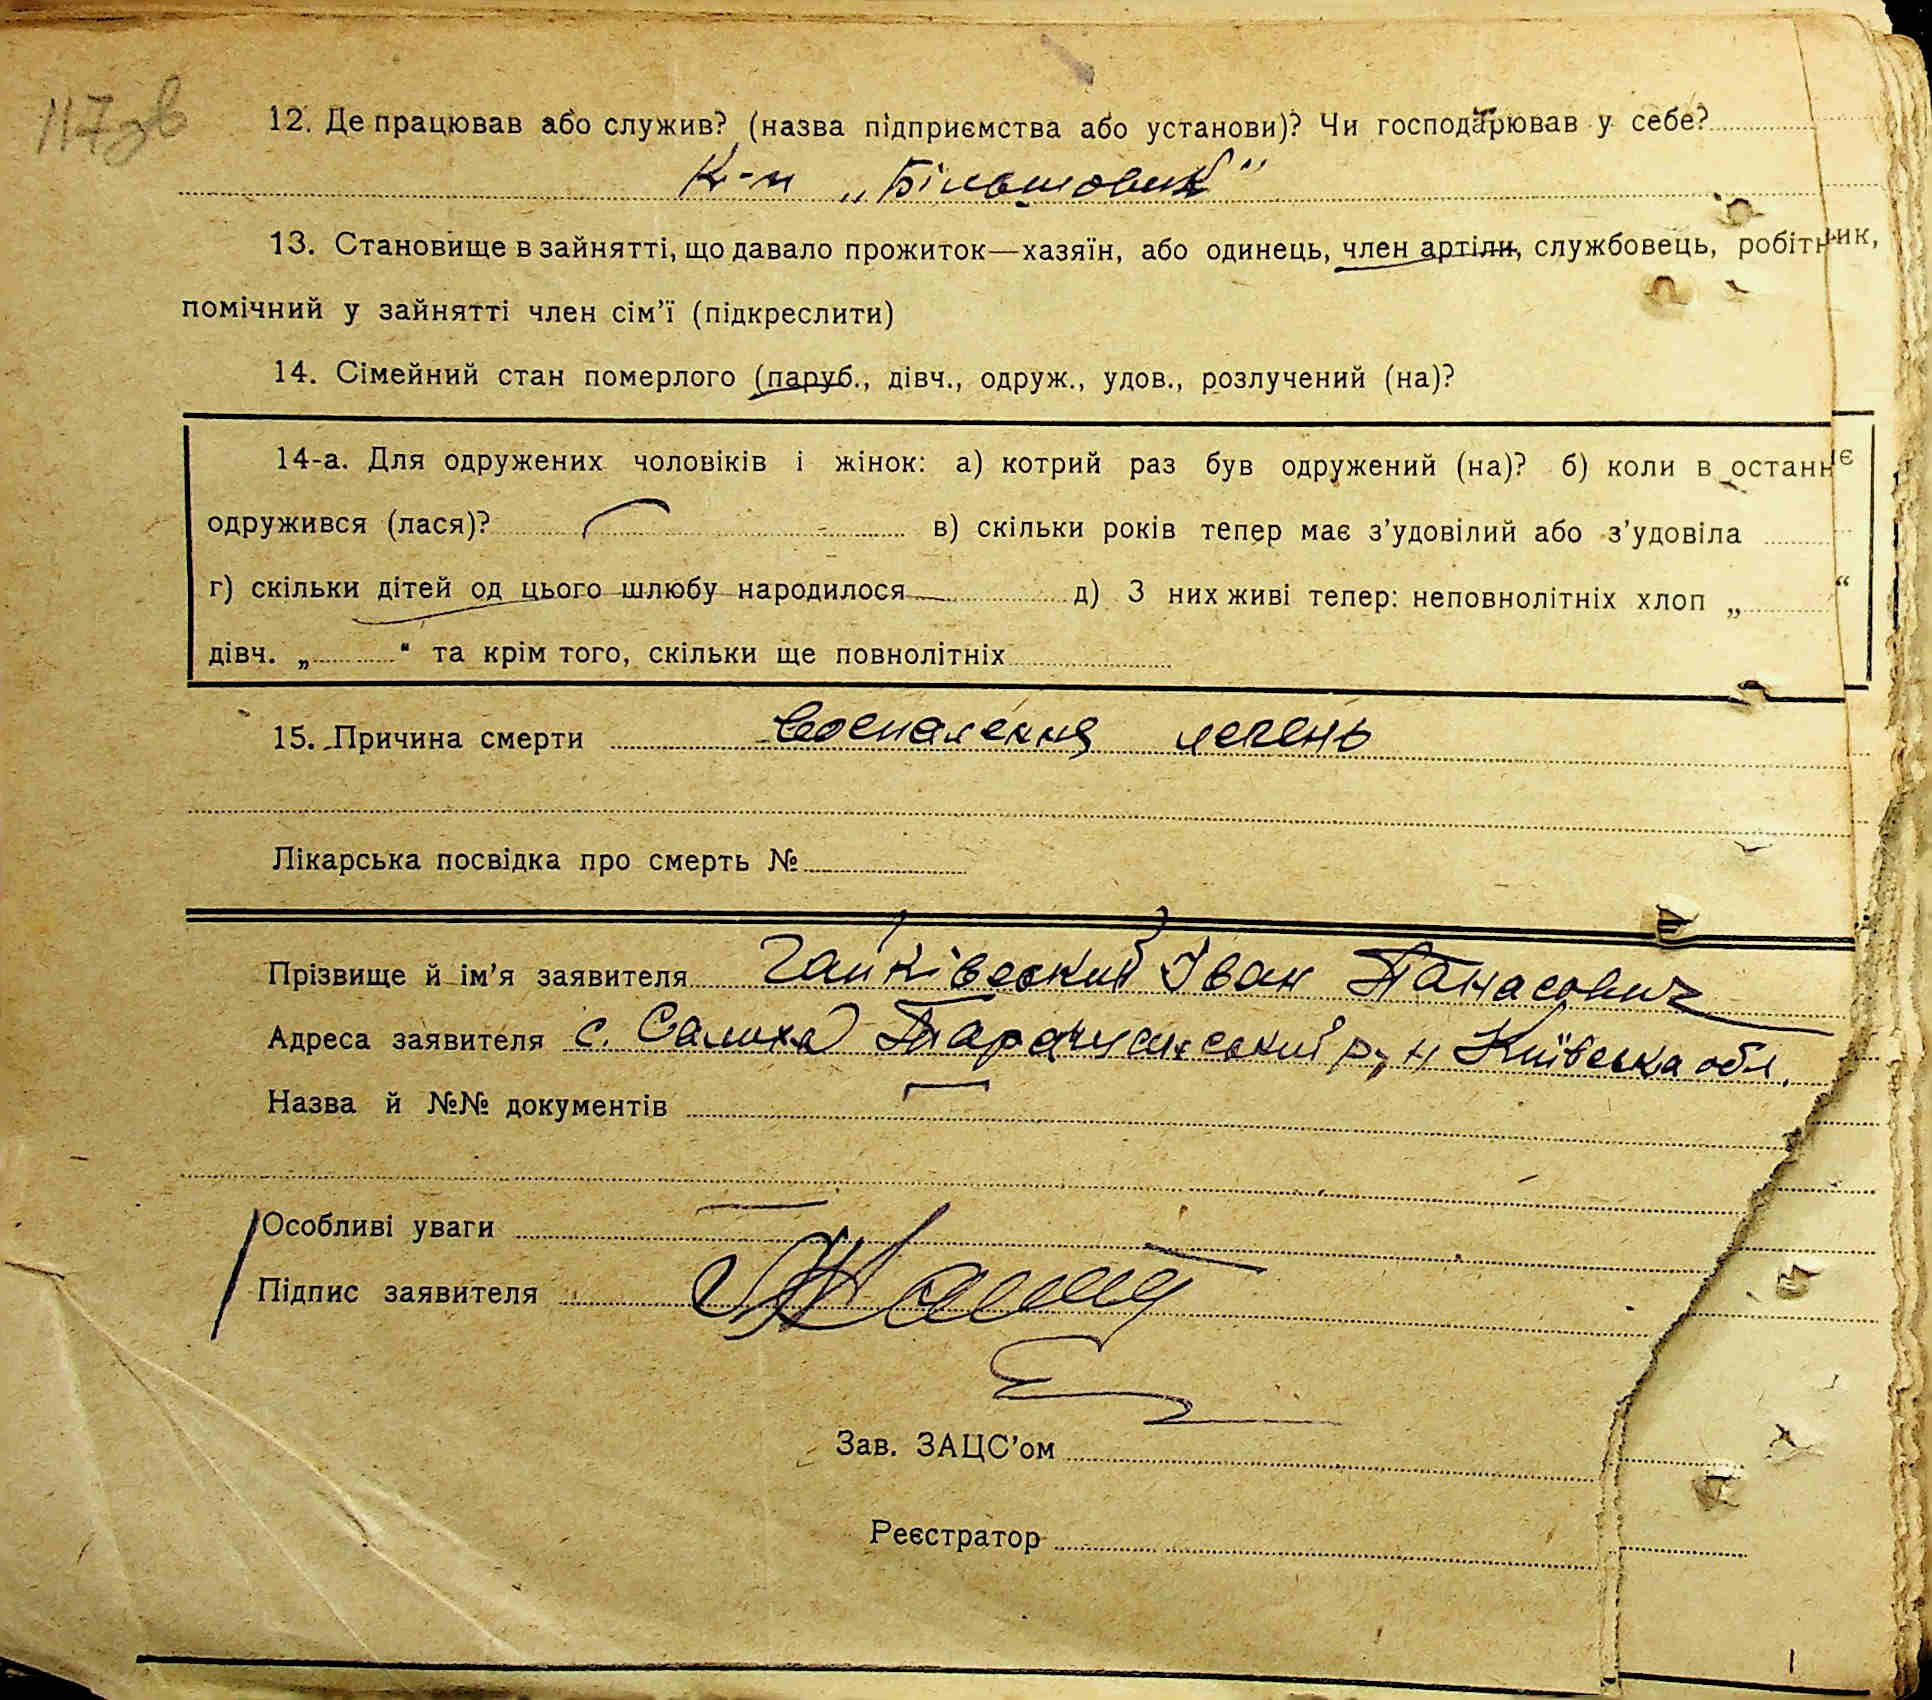 117 зв
12. Де працював або служив? (назва підприємства або установи)? Чи господарював у себе?
К-п „Більшовик“
13. Становище в зайнятті, що давало прожиток—хазяїн, або одинець, член артіли, службовець, робітник,
помічний у зайнятті член сім'ї (підкреслити)
14. Сімейний стан померлого (паруб., дівч., одруж., удов., розлучений (на)?
14-а. Для одружених чоловіків і жінок: а) котрий раз був одружений (на)? б) коли в останнє
одружився (лася)? в) скільки років тепер має з'удовілий або з'удовіла
г) скільки дітей од цього шлюбу народилося д) З них живі тепер: неповнолітніх хлоп „ “
дівч. „ “ та крім того, скільки ще повнолітніх
15. Причина смерти воспалення легень
Лікарська посвідка про смерть №
Прізвище й ім'я заявителя Гайківський Іван Панасович
Адреса заявителя с. Салиха Таращанський р-н Київська обл.
Назва й №№ документів
Особливі уваги
Підпис заявителя
Зав. ЗАЦС'ом
Реєстратор